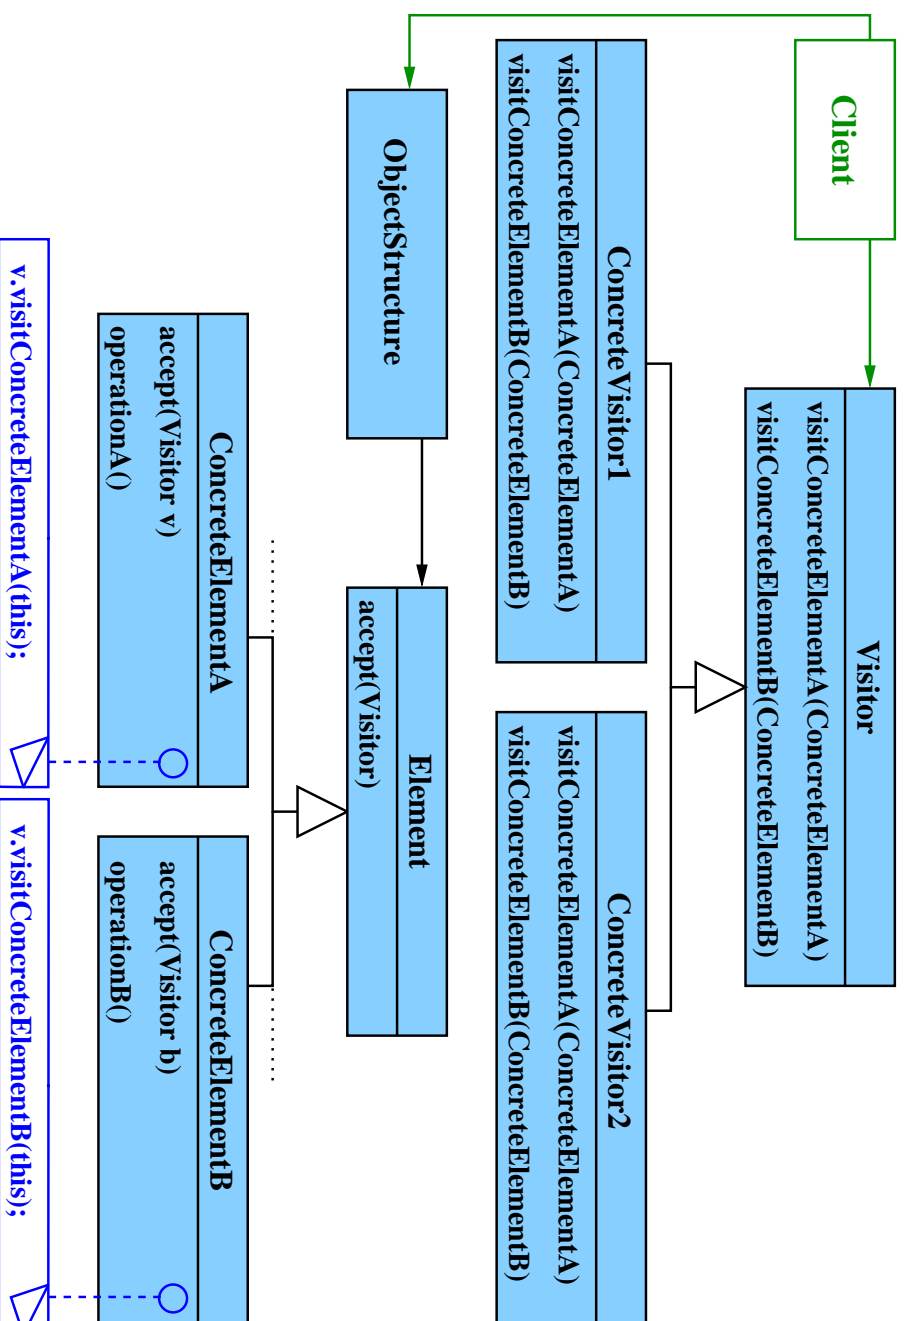 Client
Visitor
visitConcreteElementA(ConcreteElementA)
visitConcreteElementB(ConcreteElementB)
ConcreteVisitor1
visitConcreteElementA(ConcreteElementA)
visitConcreteElementB(ConcreteElementB)
ConcreteVisitor2
visitConcreteElementA(ConcreteElementA)
visitConcreteElementB(ConcreteElementB)
ObjectStructure
Element
accept(Visitor)
ConcreteElementA
accept(Visitor v)
operationA()
ConcreteElementB
accept(Visitor b)
operationB()
v.visitConcreteElementA(this);
v.visitConcreteElementB(this);